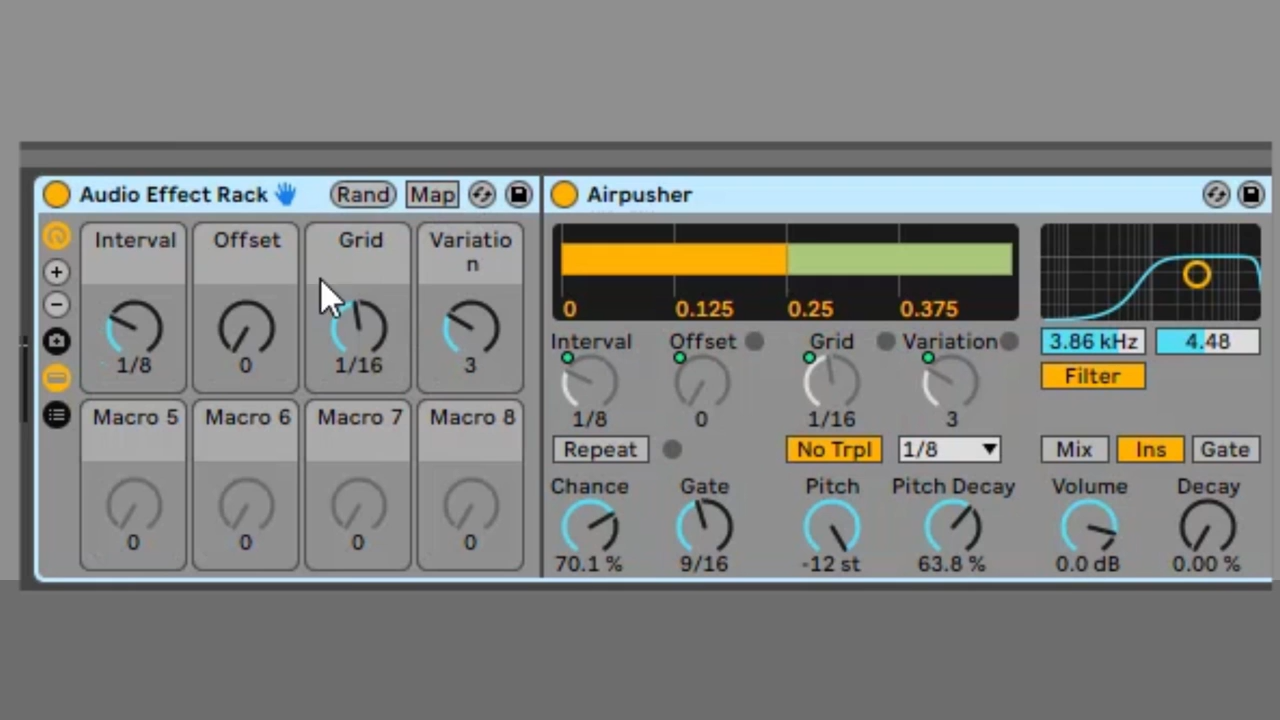 Audio Effect Rack Rand Map
Interval Offset Grid Variatio
n
1/8 0 1/16 3
Macro 5 Macro 6 Macro 7 Macro 8
0 0 0 0
Airpusher
0 0.125 0.25 0.375
Interval Offset Grid Variation
1/8 0 1/16 3
Repeat No Trpl 1/8
Chance Gate Pitch Pitch Decay
70.1 % 9/16 -12 st 63.8 %
3.86 kHz 4.48
Filter
Mix Ins Gate
Volume Decay
0.0 dB 0.00 %